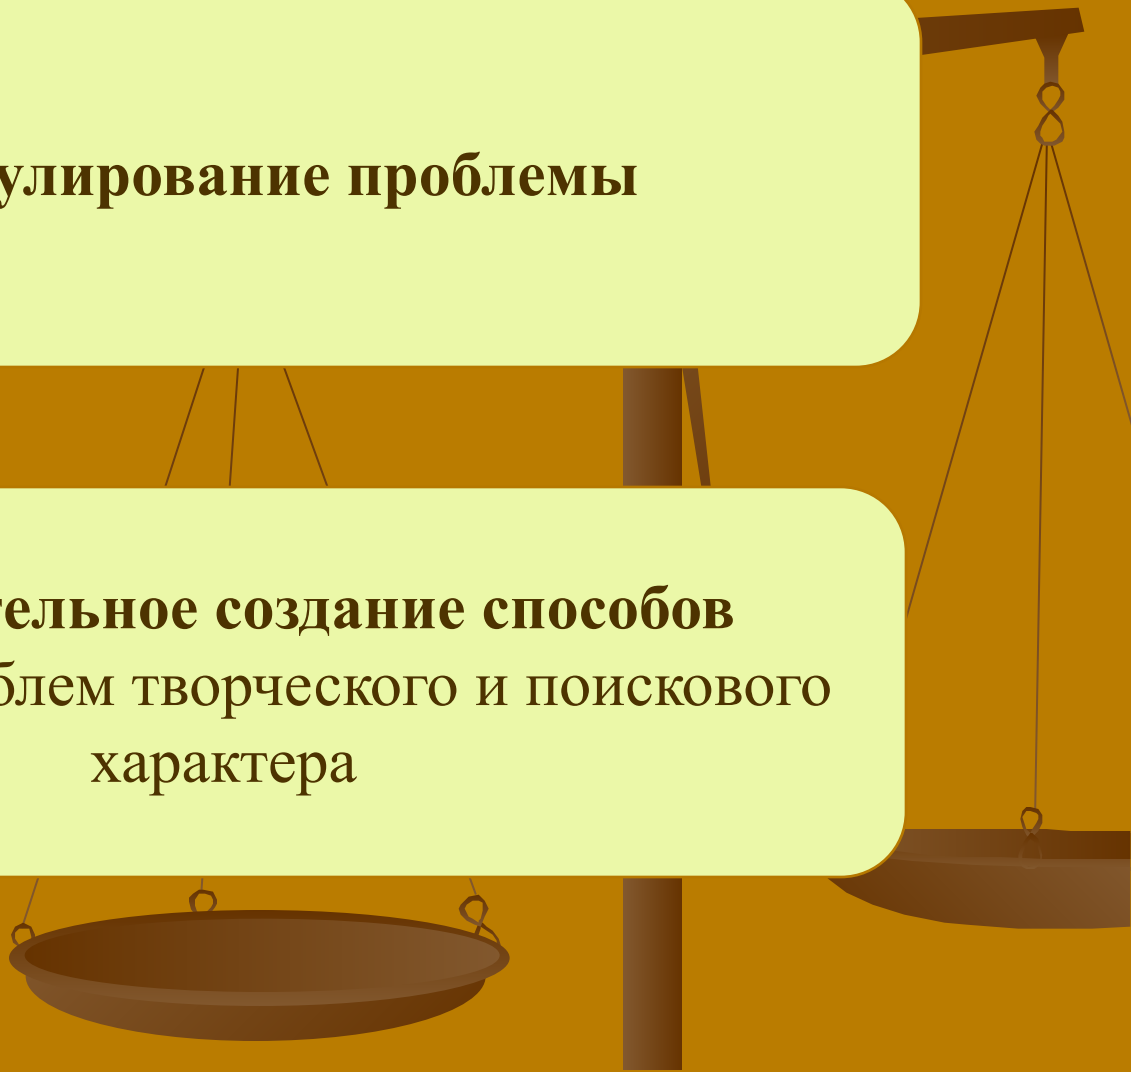 улирование проблемы
тельное создание способов
блем творческого и поискового
характера